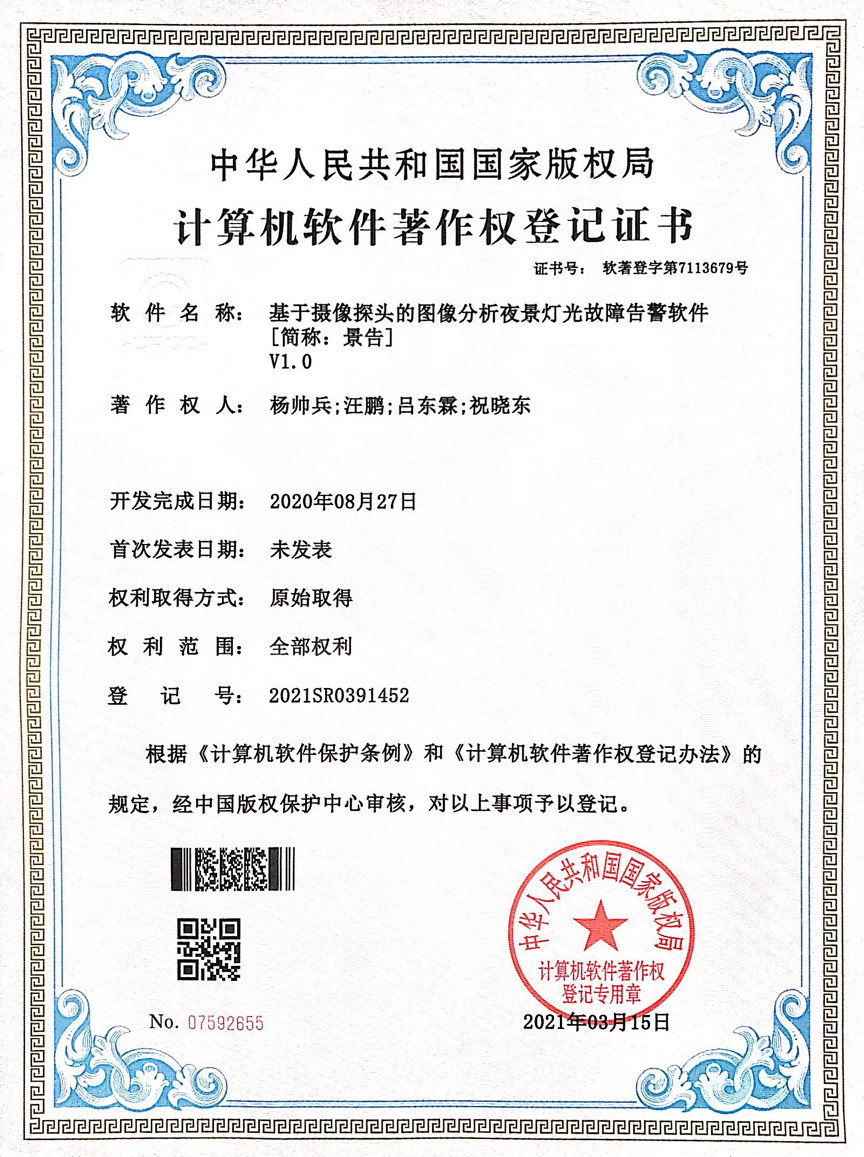 中华人民共和国国家版权局
计算机软件著作权登记证书
证书号： 软著登字第7113679号
软件名称： 基于摄像探头的图像分析夜景灯光故障告警软件
[简称：景告]
V1.0
著作权人： 杨帅兵;汪鹏;吕东霖;祝晓东
开发完成日期： 2020年08月27日
首次发表日期： 未发表
权利取得方式： 原始取得
权利范围： 全部权利
登记号： 2021SR0391452
根据《计算机软件保护条例》和《计算机软件著作权登记办法》的
规定，经中国版权保护中心审核，对以上事项予以登记。
中华人民共和国国家版权局
计算机软件著作权
登记专用章
No. 07592655
2021年03月15日